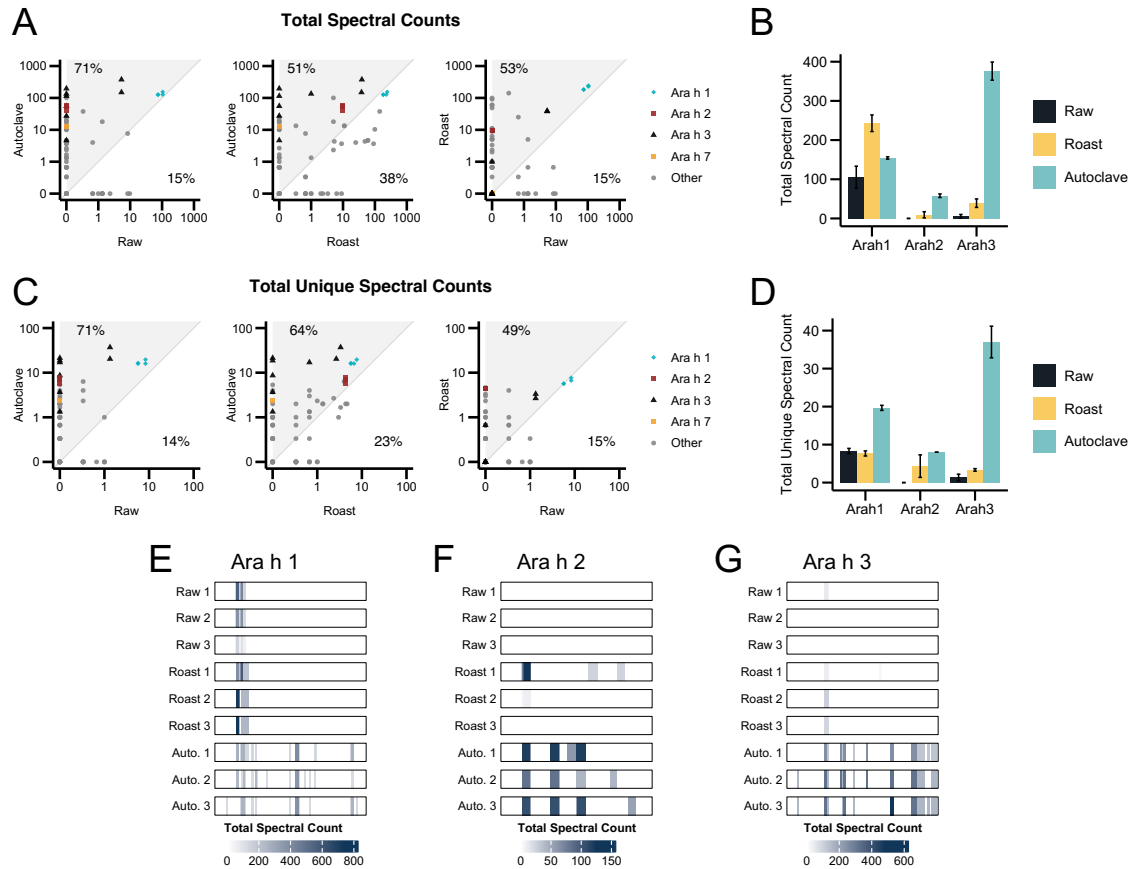 A
Total Spectral Counts
B
71%
15%
Autoclave
1000
100
10
1
0
0 1 10 100 1000
Raw
51%
38%
Autoclave
1000
100
10
1
0
0 1 10 100 1000
Roast
53%
15%
Roast
1000
100
10
1
0
0 1 10 100 1000
Raw
Ara h 1
Ara h 2
Ara h 3
Ara h 7
Other
Total Spectral Count
400
300
200
100
0
Arah1 Arah2 Arah3
Raw
Roast
Autoclave
C
Total Unique Spectral Counts
D
71%
14%
Autoclave
100
10
1
0
0 1 10 100
Raw
64%
23%
Autoclave
100
10
1
0
0 1 10 100
Roast
49%
15%
Roast
100
10
1
0
0 1 10 100
Raw
Ara h 1
Ara h 2
Ara h 3
Ara h 7
Other
Total Unique Spectral Count
40
30
20
10
0
Arah1 Arah2 Arah3
Raw
Roast
Autoclave
E
Ara h 1
Raw 1
Raw 2
Raw 3
Roast 1
Roast 2
Roast 3
Auto. 1
Auto. 2
Auto. 3
Total Spectral Count
0 200 400 600 800
F
Ara h 2
Raw 1
Raw 2
Raw 3
Roast 1
Roast 2
Roast 3
Auto. 1
Auto. 2
Auto. 3
Total Spectral Count
0 50 100 150
G
Ara h 3
Raw 1
Raw 2
Raw 3
Roast 1
Roast 2
Roast 3
Auto. 1
Auto. 2
Auto. 3
Total Spectral Count
0 200 400 600